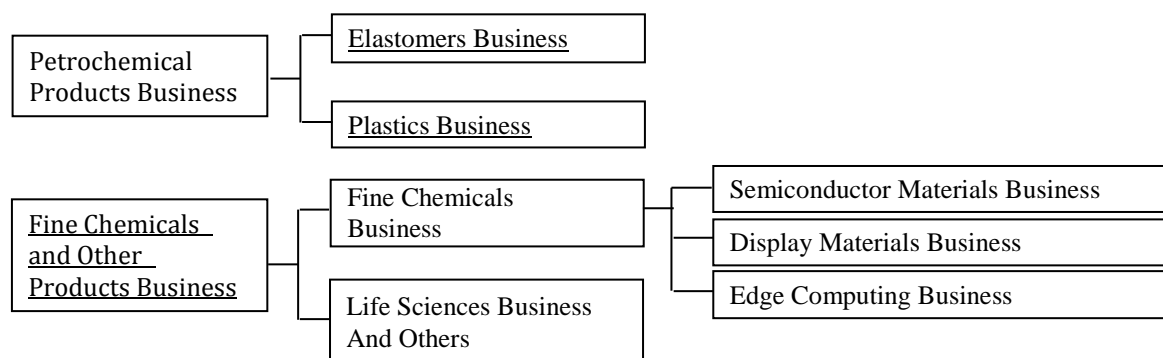 Petrochemical
Products Business
Elastomers Business
Plastics Business
Fine Chemicals
and Other
Products Business
Fine Chemicals
Business
Life Sciences Business
And Others
Semiconductor Materials Business
Display Materials Business
Edge Computing Business